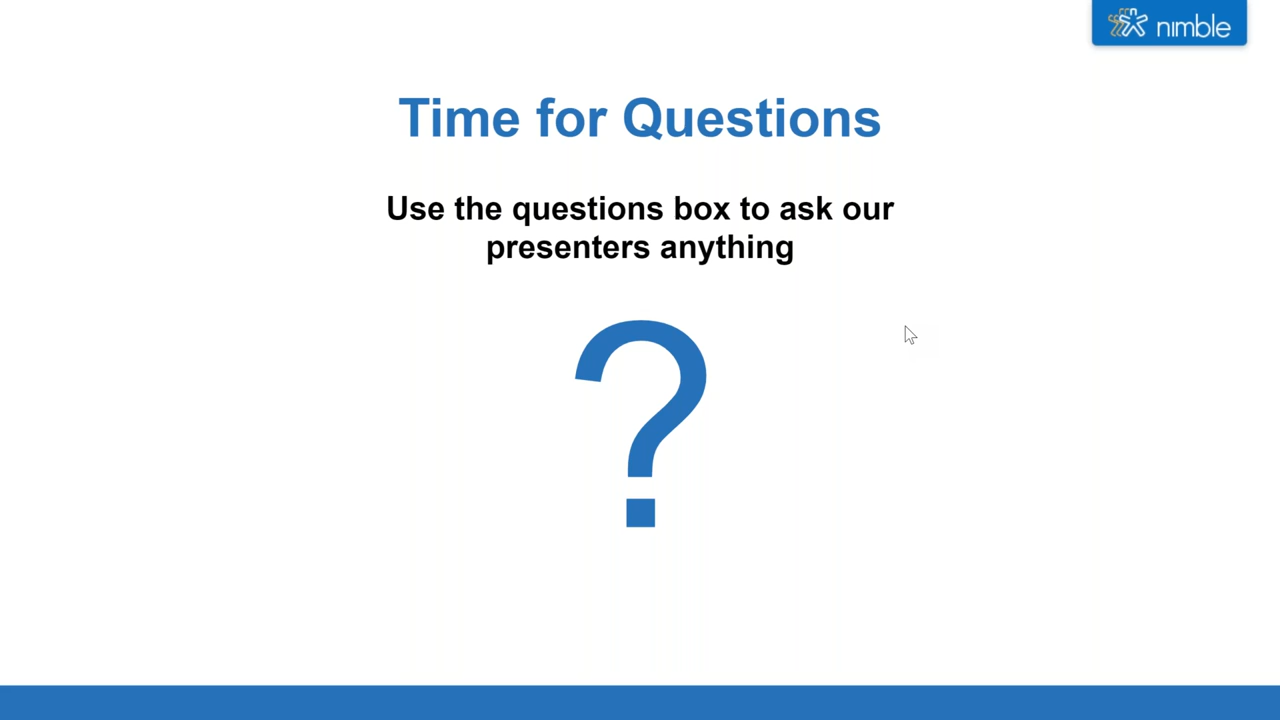 nimble
Time for Questions
Use the questions box to ask our
presenters anything
?